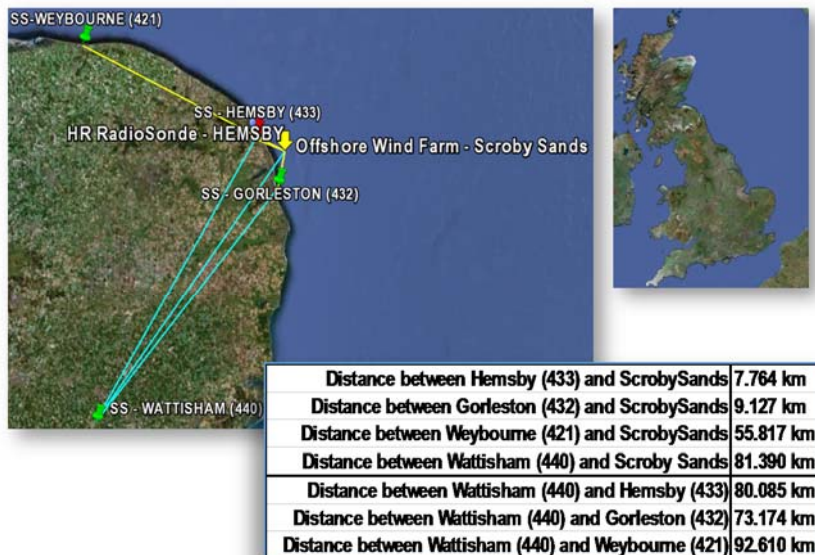 SS-WEYBOURNE (421)
SS - HEMSBY (433)
HR RadioSonde - HEMSBY
Offshore Wind Farm - Scroby Sands
SS - GORLESTON (432)
SS - WATTISHAM (440)
Distance between Hemsby (433) and ScrobySands 7.764 km
Distance between Gorleston (432) and ScrobySands 9.127 km
Distance between Weybourne (421) and ScrobySands 55.817 km
Distance between Wattisham (440) and Scroby Sands 81.390 km
Distance between Wattisham (440) and Hemsby (433) 80.085 km
Distance between Wattisham (440) and Gorleston (432) 73.174 km
Distance between Wattisham (440) and Weybourne (421) 92.610 km